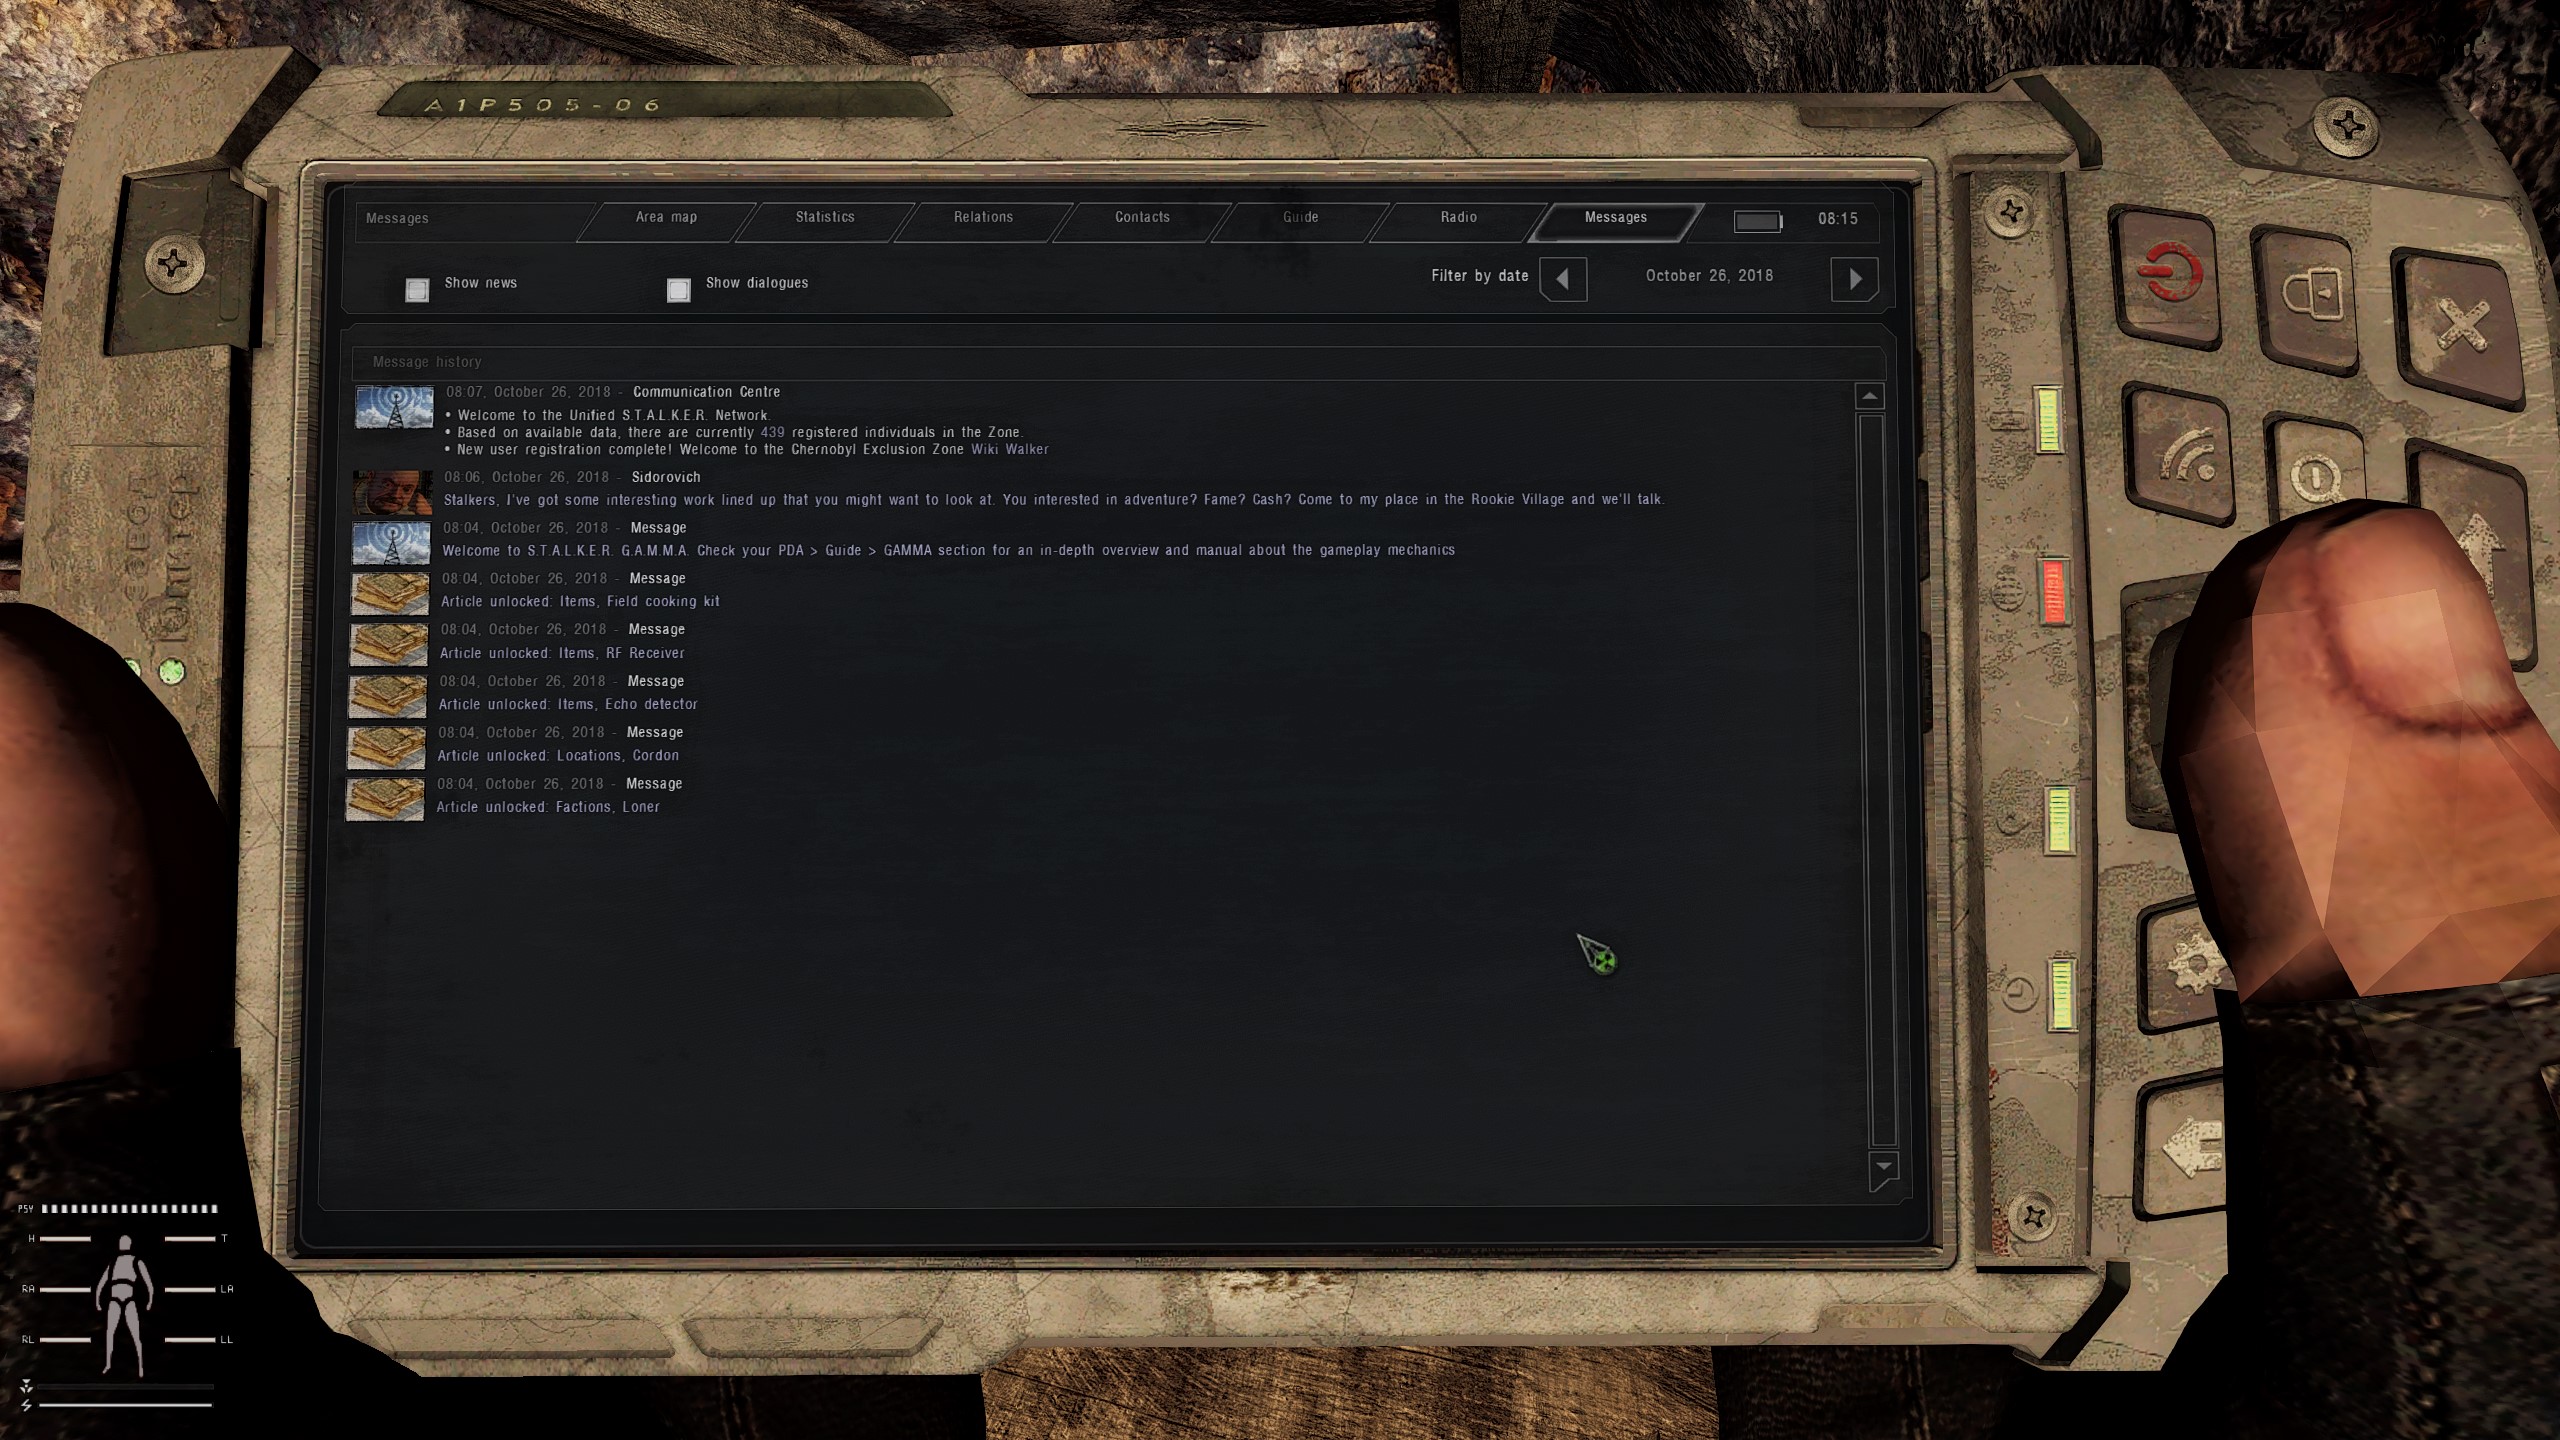 A1P505-06
Messages
Area map
Statistics
Relations
Contacts
Guide
Radio
Messages
08:15
Show news
Show dialogues
Filter by date
October 26, 2018
Message history
08:07, October 26, 2018 - Communication Centre
• Welcome to the Unified S.T.A.L.K.E.R. Network.
• Based on available data, there are currently 439 registered individuals in the Zone.
• New user registration complete! Welcome to the Chernobyl Exclusion Zone Wiki Walker
08:06, October 26, 2018 - Sidorovich
Stalkers, I've got some interesting work lined up that you might want to look at. You interested in adventure? Fame? Cash? Come to my place in the Rookie Village and we'll talk.
08:04, October 26, 2018 - Message
Welcome to S.T.A.L.K.E.R. G.A.M.M.A. Check your PDA > Guide > GAMMA section for an in-depth overview and manual about the gameplay mechanics
08:04, October 26, 2018 - Message
Article unlocked: Items, Field cooking kit
08:04, October 26, 2018 - Message
Article unlocked: Items, RF Receiver
08:04, October 26, 2018 - Message
Article unlocked: Items, Echo detector
08:04, October 26, 2018 - Message
Article unlocked: Locations, Cordon
08:04, October 26, 2018 - Message
Article unlocked: Factions, Loner
PSY
H
T
RA
LA
RL
LL